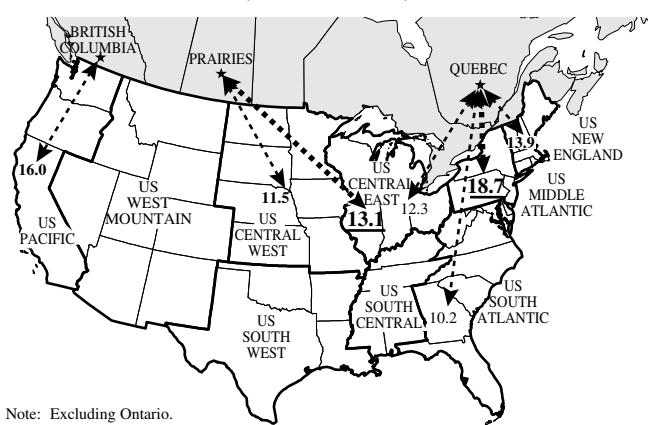 BRITISH
COLUMBIA
PRAIRIES
QUEBEC
US
NEW
ENGLAND
13.9
16.0
US
CENTRAL
EAST
18.7
US
MIDDLE
ATLANTIC
US
WEST
MOUNTAIN
11.5
13.1
12.3
US
PACIFIC
US
CENTRAL
WEST
US
SOUTH
CENTRAL
10.2
US
SOUTH
ATLANTIC
US
SOUTH
WEST
Note: Excluding Ontario.